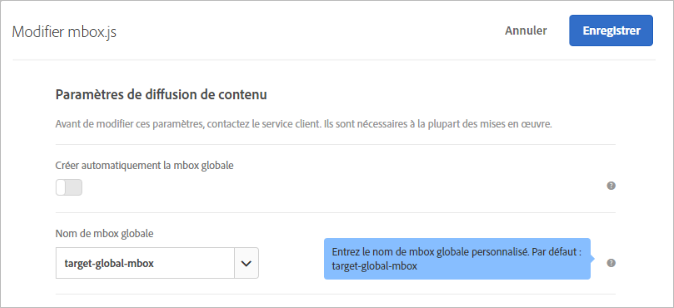 Modifier mbox.js
Annuler
Enregistrer
Paramètres de diffusion de contenu
Avant de modifier ces paramètres, contactez le service client. Ils sont nécessaires à la plupart des mises en œuvre.
Créer automatiquement la mbox globale
?
Nom de mbox globale
target-global-mbox
Entrez le nom de mbox globale personnalisé. Par défaut :
target-global-mbox
?